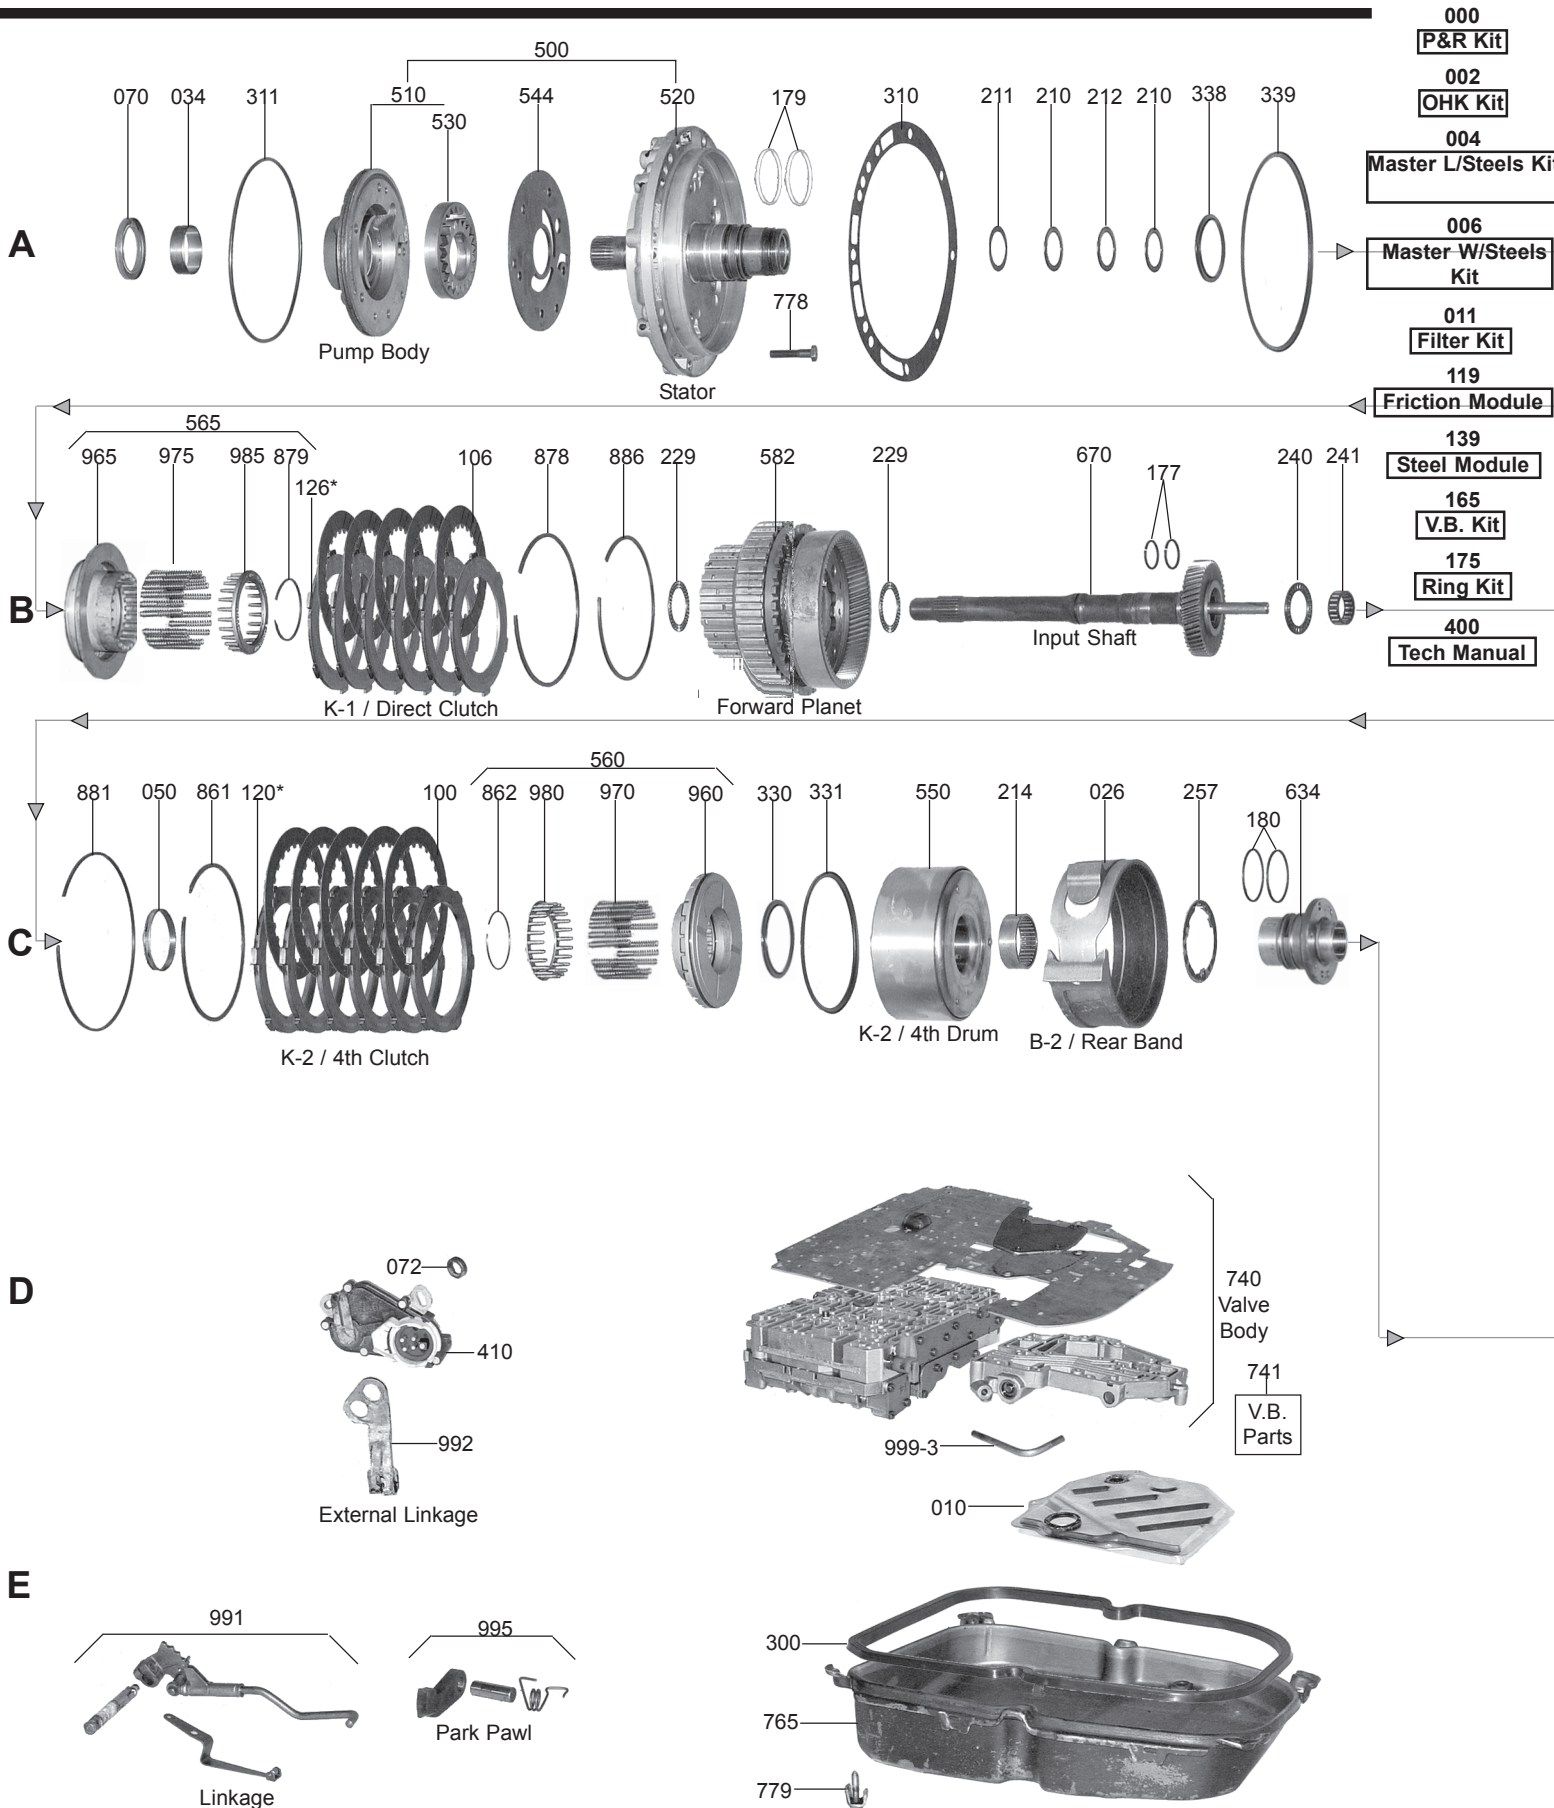 000
P&R Kit
002
OHK Kit
004
Master L/Steels Kit
006
Master W/Steels
Kit
011
Filter Kit
119
Friction Module
139
Steel Module
165
V.B. Kit
175
Ring Kit
400
Tech Manual
500
070 034 311 510 544 520 179 310 211 210 212 210 338 339
530
A
778
Pump Body
Stator
565
965 975 985 879 106 878 886 229 582 229 670 177 240 241
126*
B
Input Shaft
K-1 / Direct Clutch
Forward Planet
560
881 050 861 120* 100 862 980 970 960 330 331 550 214 026 257 634
180
C
K-2 / 4th Drum
B-2 / Rear Band
K-2 / 4th Clutch
D
072
410
992
External Linkage
740
Valve
Body
741
V.B.
Parts
999-3
010
E
991
995
Park Pawl
Linkage
300
765
779